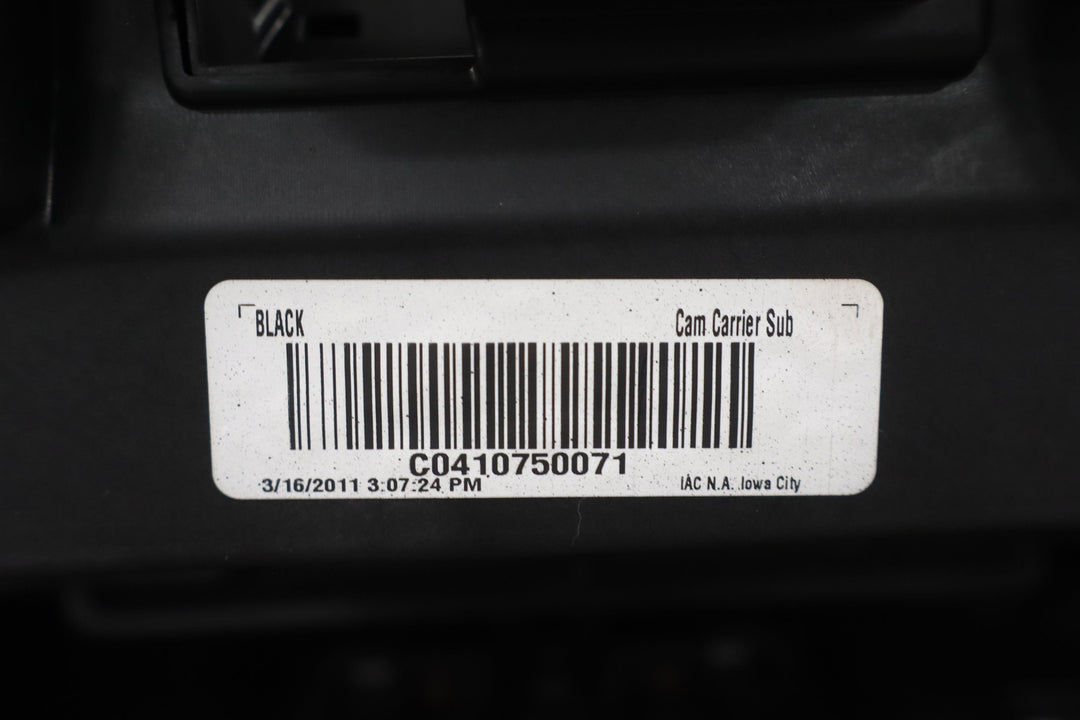 BLACK Cam Carrier Sub
C0410750071
3/16/2011 3:07:24 PM IAC N.A. Iowa City